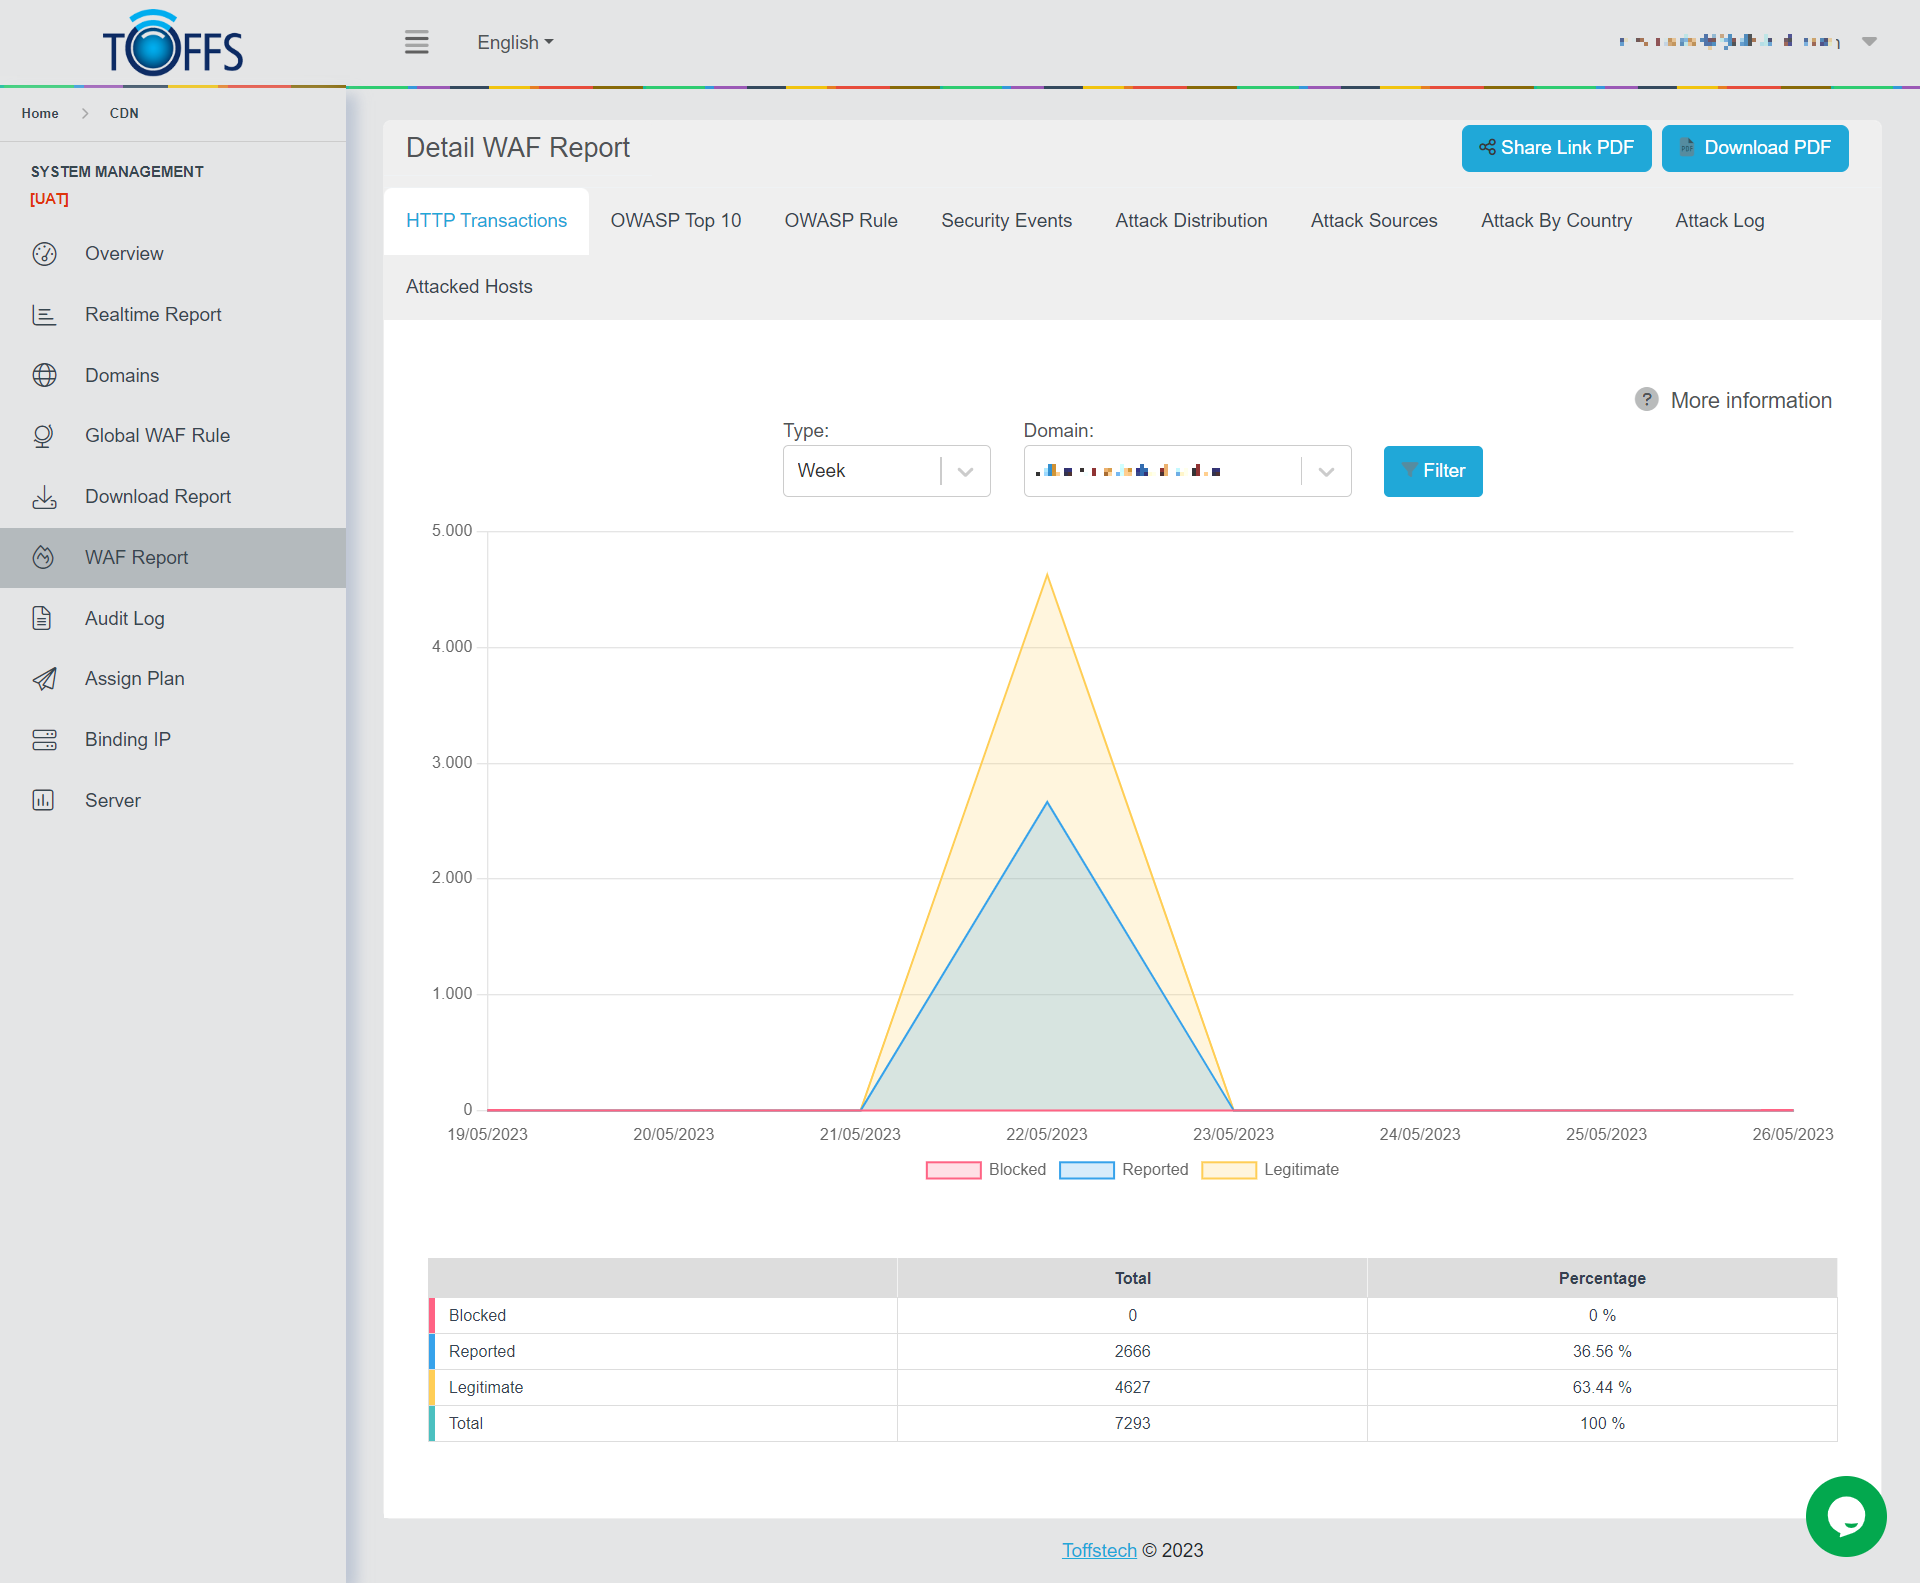 TOFFS
English
Home > CDN
SYSTEM MANAGEMENT
[UAT]
Overview
Realtime Report
Domains
Global WAF Rule
Download Report
WAF Report
Audit Log
Assign Plan
Binding IP
Server
Detail WAF Report
Share Link PDF
PDF Download PDF
HTTP Transactions OWASP Top 10 OWASP Rule Security Events Attack Distribution Attack Sources Attack By Country Attack Log
Attacked Hosts
? More information
Type: Domain:
Week
Filter
5.000
4.000
3.000
2.000
1.000
0
19/05/2023 20/05/2023 21/05/2023 22/05/2023 23/05/2023 24/05/2023 25/05/2023 26/05/2023
Blocked Reported Legitimate
Total Percentage
Blocked 0 0 %
Reported 2666 36.56 %
Legitimate 4627 63.44 %
Total 7293 100 %
Toffstech © 2023